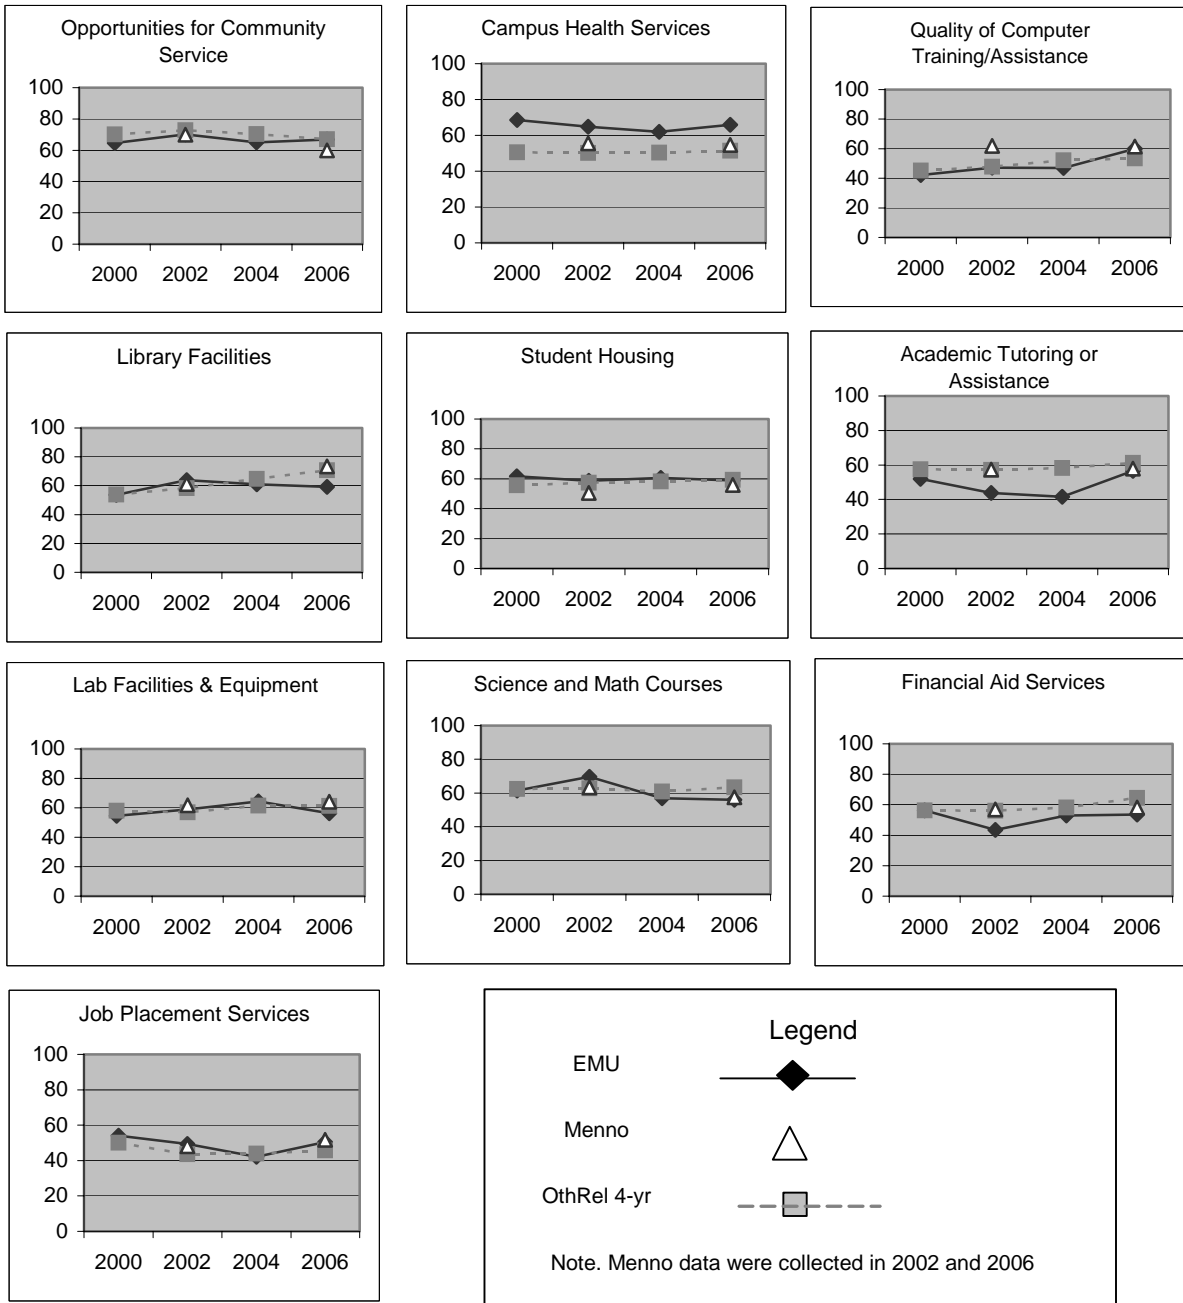 Opportunities for Community
Service
100
80
60
40
20
0
2000 2002 2004 2006
Campus Health Services
100
80
60
40
20
0
2000 2002 2004 2006
Quality of Computer
Training/Assistance
100
80
60
40
20
0
2000 2002 2004 2006
Library Facilities
100
80
60
40
20
0
2000 2002 2004 2006
Student Housing
100
80
60
40
20
0
2000 2002 2004 2006
Academic Tutoring or
Assistance
100
80
60
40
20
0
2000 2002 2004 2006
Lab Facilities & Equipment
100
80
60
40
20
0
2000 2002 2004 2006
Science and Math Courses
100
80
60
40
20
0
2000 2002 2004 2006
Financial Aid Services
100
80
60
40
20
0
2000 2002 2004 2006
Job Placement Services
100
80
60
40
20
0
2000 2002 2004 2006
Legend
EMU
Menno
OthRel 4-yr
Note. Menno data were collected in 2002 and 2006